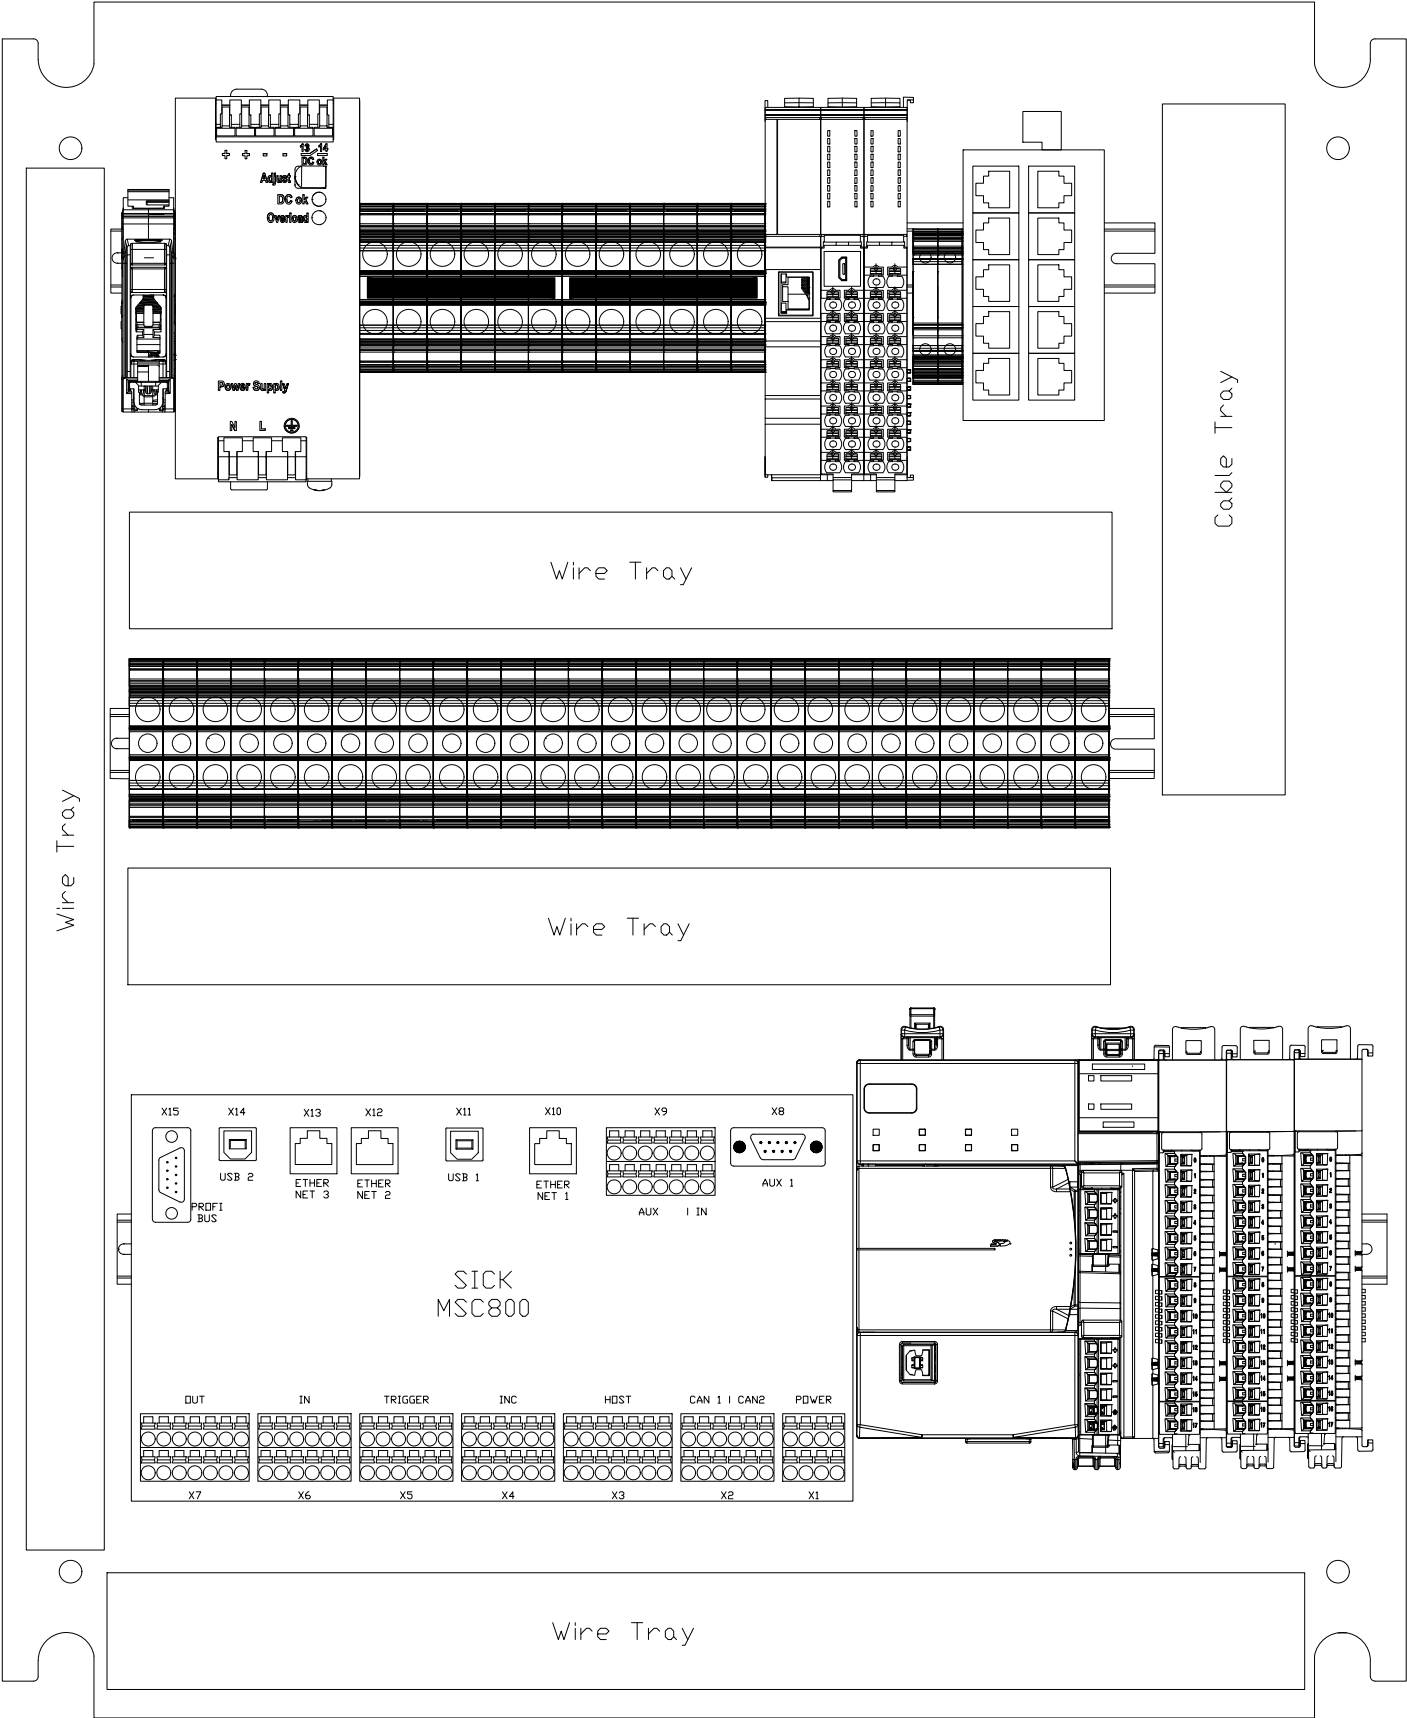 13 14
DC ok
+ + - -
Adjust
DC ok
Overload
Power Supply
N L
Cable Tray
Wire Tray
Wire Tray
Wire Tray
X15 X14 X13 X12 X11 X10 X9 X8
PROFI
BUS
USB 2
ETHER
NET 3
ETHER
NET 2
USB 1
ETHER
NET 1
AUX | IN
AUX 1
SICK
MSC800
OUT IN TRIGGER INC HOST CAN 1 | CAN2 POWER
X7 X6 X5 X4 X3 X2 X1
Wire Tray